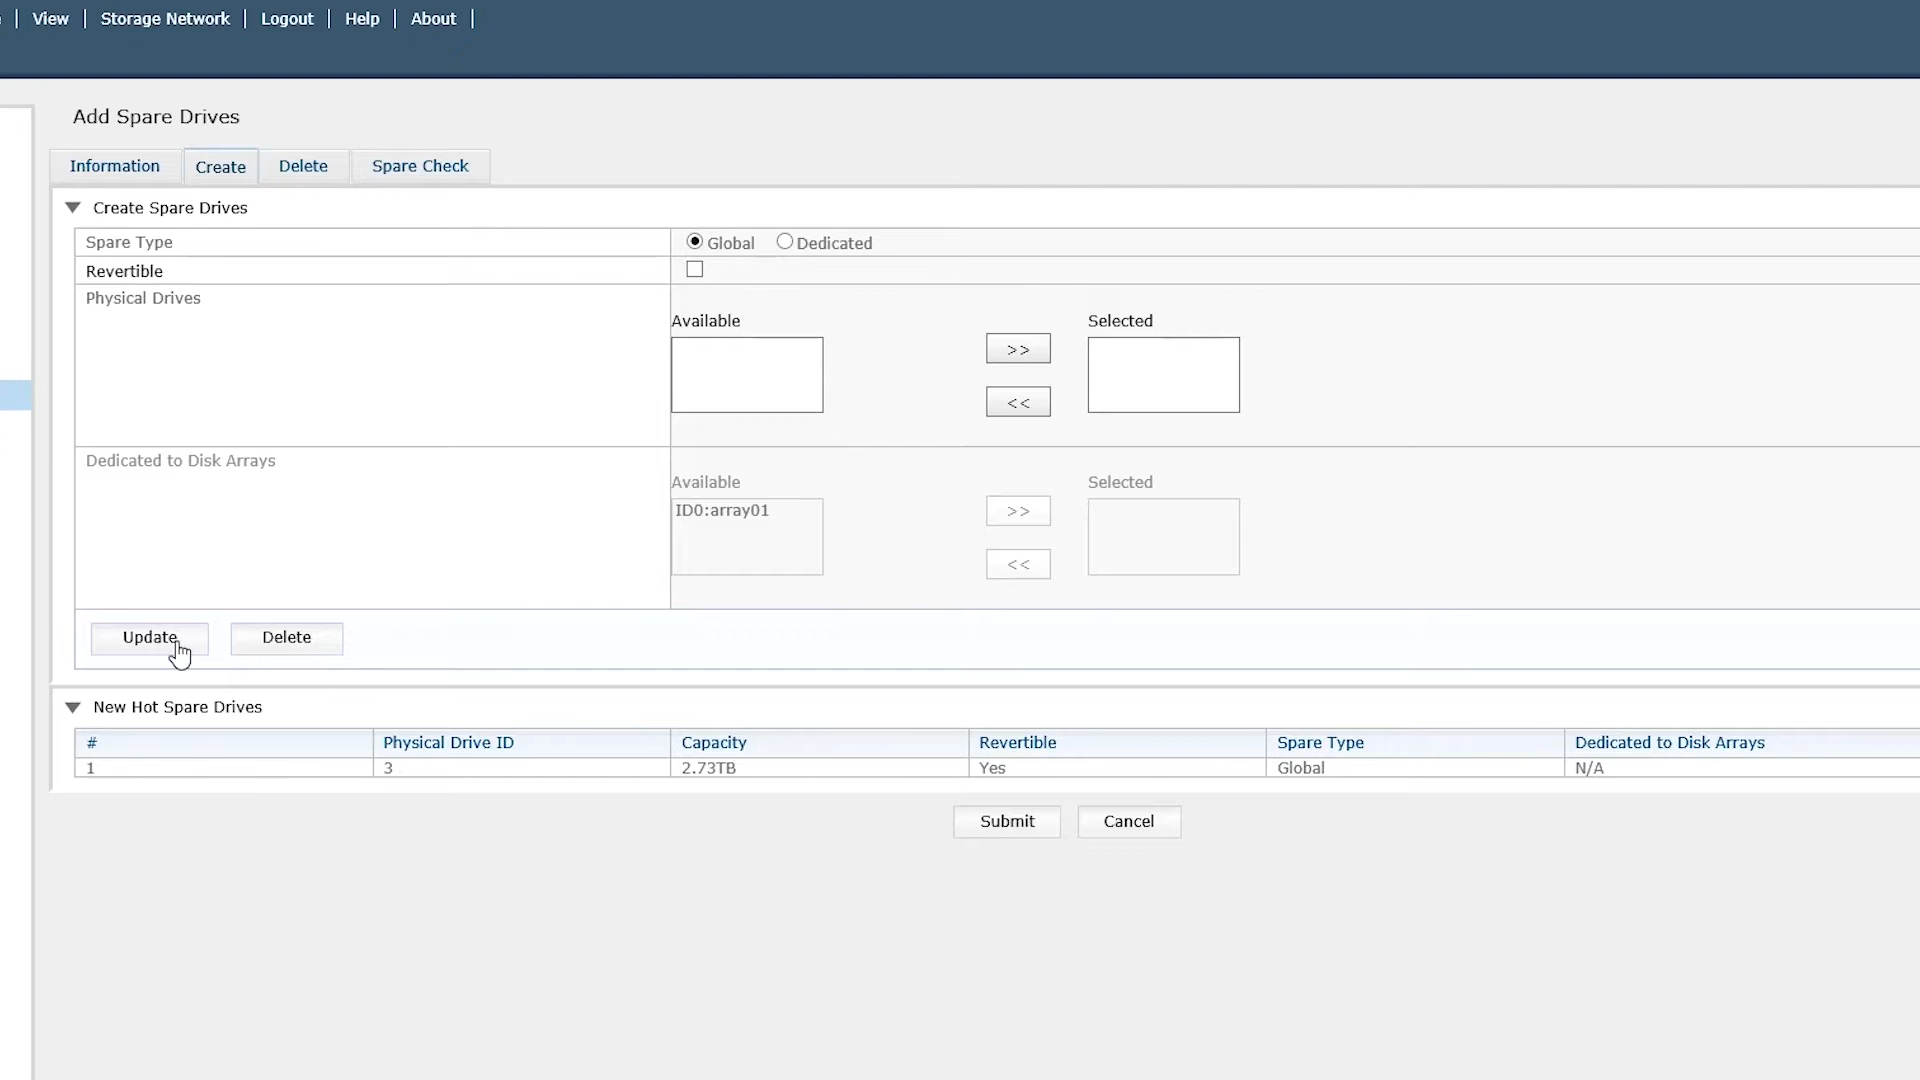 View | Storage Network | Logout | Help | About |
Add Spare Drives
Information Create Delete Spare Check
Create Spare Drives
Spare Type Global Dedicated
Revertible
Physical Drives
Available Selected
>>
<<
Dedicated to Disk Arrays
Available Selected
ID0:array01 >>
<<
Update Delete
New Hot Spare Drives
# Physical Drive ID Capacity Revertible Spare Type Dedicated to Disk Arrays
1 3 2.73TB Yes Global N/A
Submit Cancel